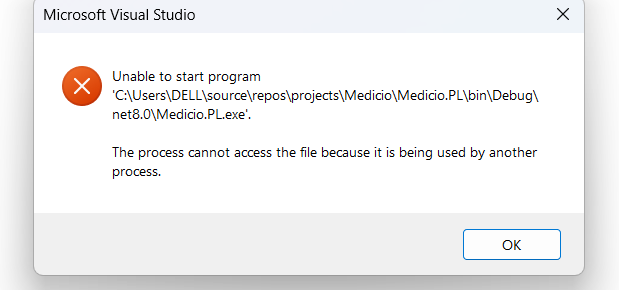 Microsoft Visual Studio
Unable to start program
'C:\Users\DELL\source\repos\projects\Medicio\Medicio.PL\bin\Debug\
net8.0\Medicio.PL.exe'.
The process cannot access the file because it is being used by another
process.
OK